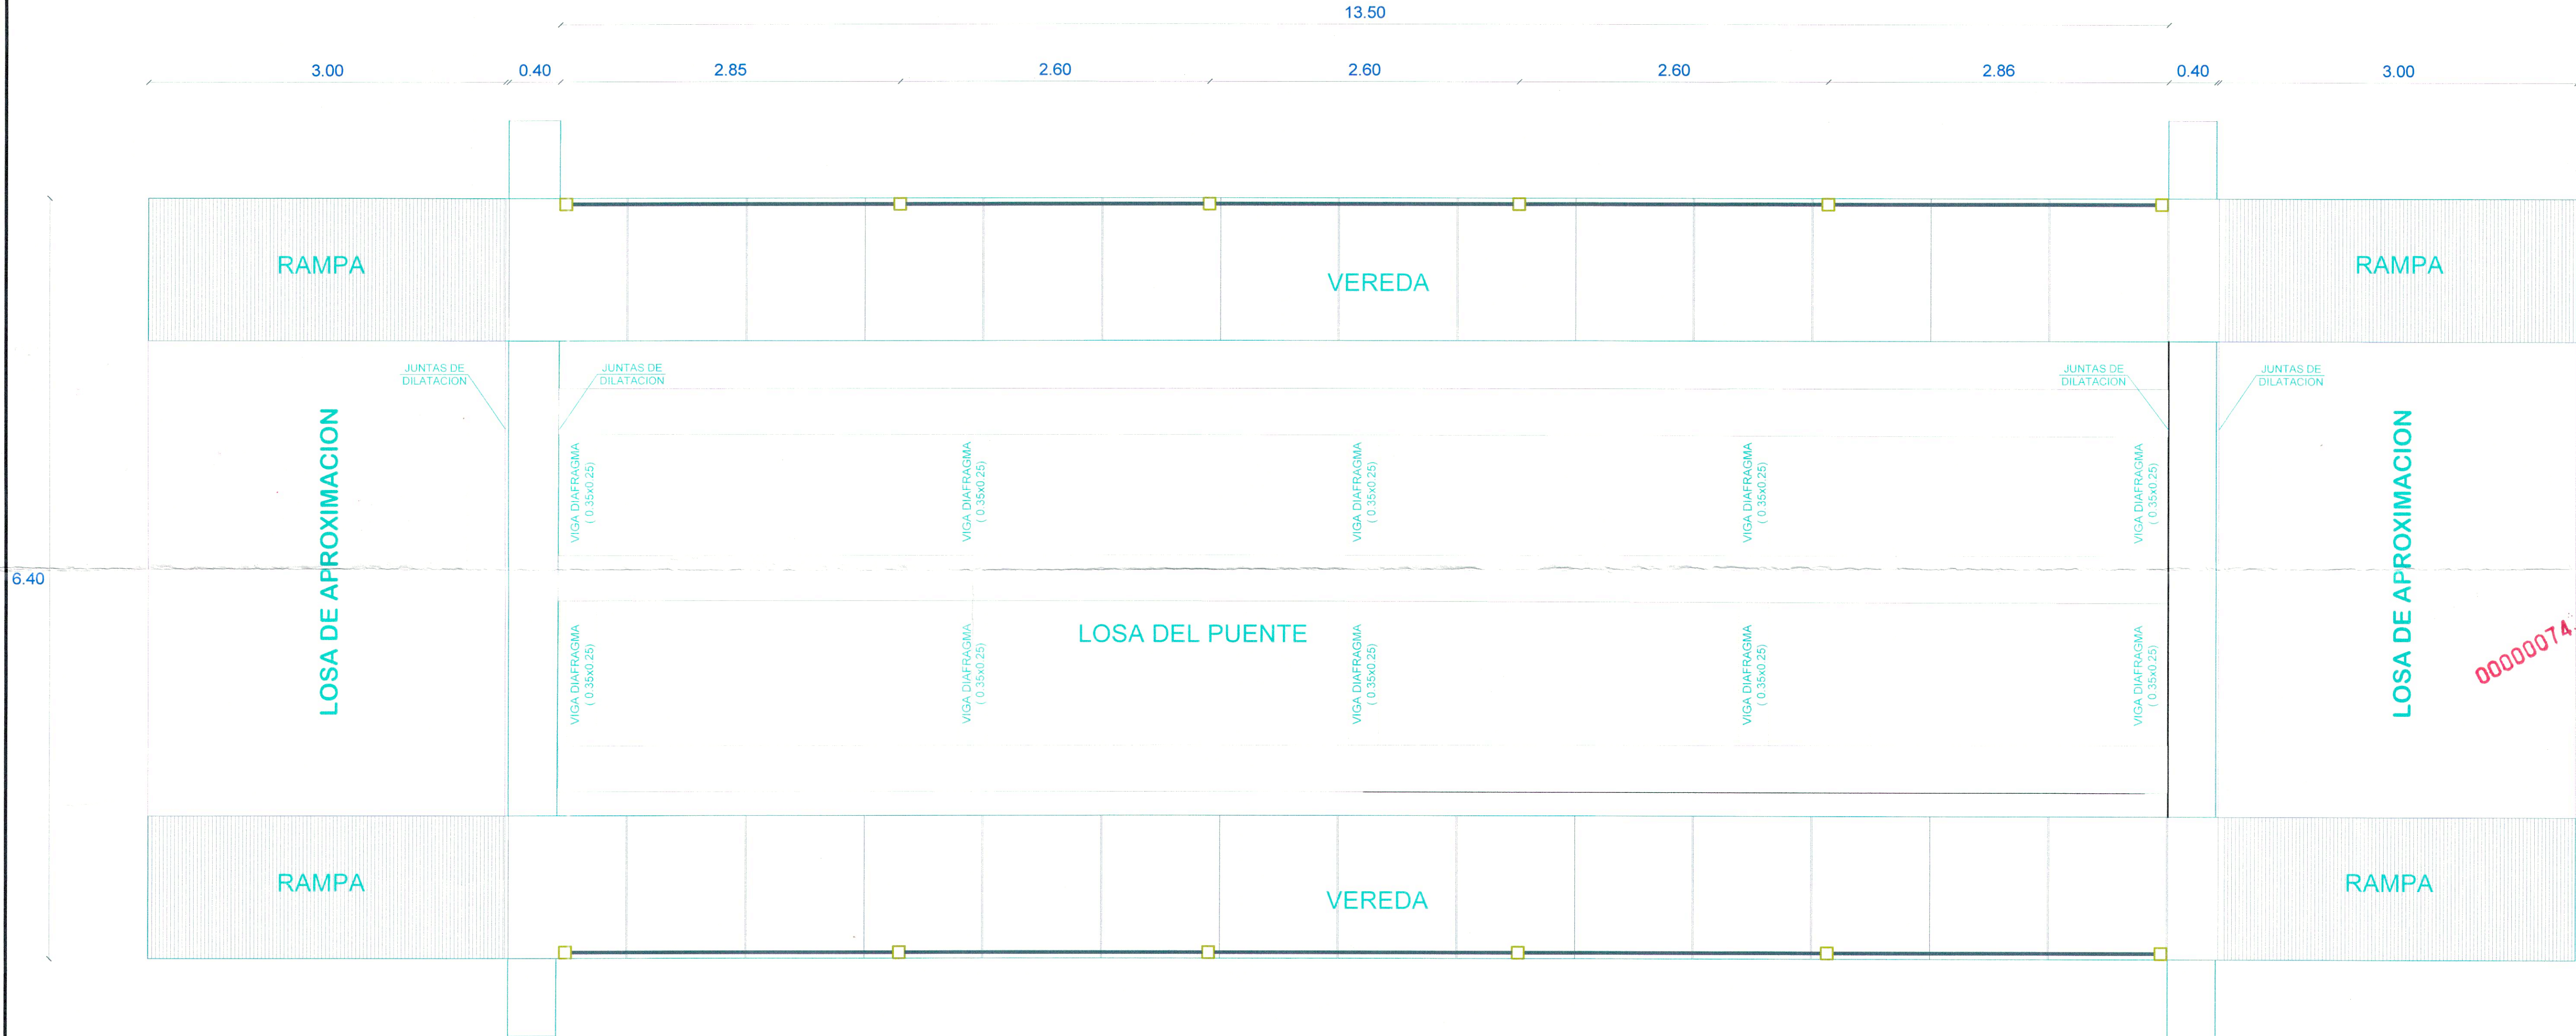 13.50
3.00 0.40 2.85 2.60 2.60 2.60 2.86 0.40 3.00
RAMPA
VEREDA
RAMPA
JUNTAS DE
DILATACION
JUNTAS DE
DILATACION
JUNTAS DE
DILATACION
JUNTAS DE
DILATACION
LOSA DE APROXIMACION
VIGA DIAFRAGMA
( 0.35x0.25)
VIGA DIAFRAGMA
( 0.35x0.25)
VIGA DIAFRAGMA
( 0.35x0.25)
VIGA DIAFRAGMA
( 0.35x0.25)
VIGA DIAFRAGMA
( 0.35x0.25)
LOSA DE APROXIMACION
6.40
LOSA DEL PUENTE
VIGA DIAFRAGMA
( 0.35x0.25)
VIGA DIAFRAGMA
( 0.35x0.25)
VIGA DIAFRAGMA
( 0.35x0.25)
VIGA DIAFRAGMA
( 0.35x0.25)
VIGA DIAFRAGMA
( 0.35x0.25)
00000074
RAMPA
VEREDA
RAMPA